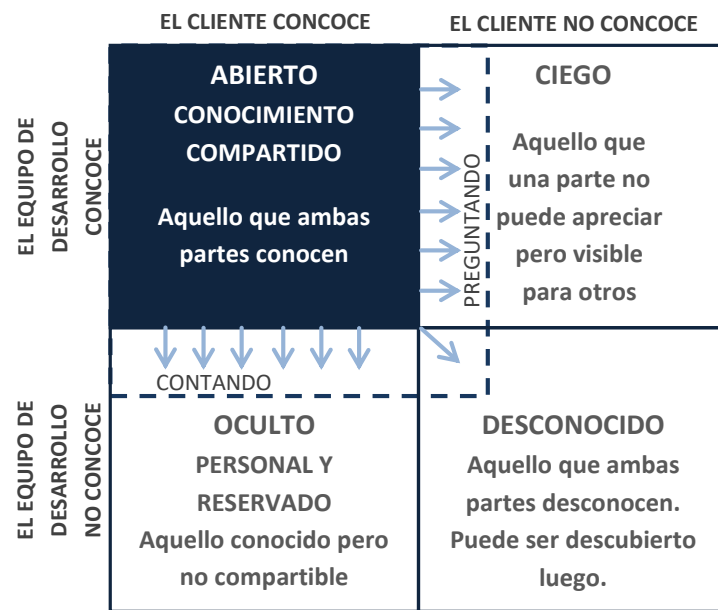 EL CLIENTE CONCOCE
EL CLIENTE NO CONCOCE
EL EQUIPO DE
DESARROLLO
CONCOCE
ABIERTO
CONOCIMIENTO
COMPARTIDO
Aquello que ambas
partes conocen
PREGUNTANDO
CIEGO
Aquello que
una parte no
puede apreciar
pero visible
para otros
CONTANDO
EL EQUIPO DE
DESARROLLO
NO CONCOCE
OCULTO
PERSONAL Y
RESERVADO
Aquello conocido pero
no compartible
DESCONOCIDO
Aquello que ambas
partes desconocen.
Puede ser descubierto
luego.